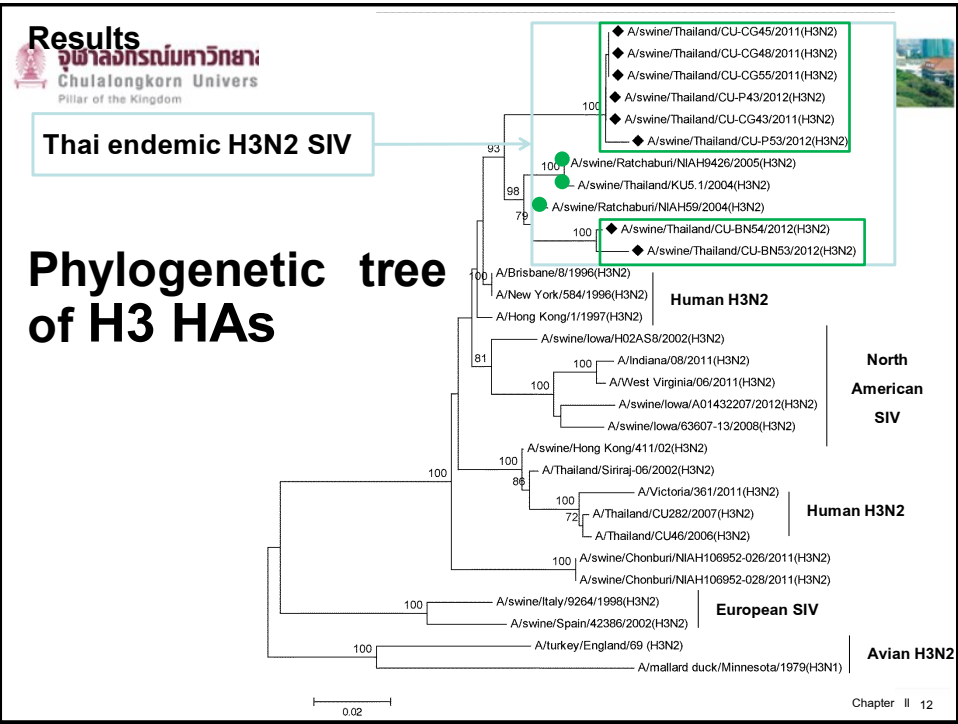 Results
จุฬาลงกรณ์มหาวิทยา
Chulalongkorn Univers
Pillar of the Kingdom
Thai endemic H3N2 SIV
Phylogenetic tree
of H3 HAs
A/swine/Thailand/CU-CG45/2011(H3N2)
A/swine/Thailand/CU-CG48/2011(H3N2)
A/swine/Thailand/CU-CG55/2011(H3N2)
A/swine/Thailand/CU-P43/2012(H3N2)
100
A/swine/Thailand/CU-CG43/2011(H3N2)
A/swine/Thailand/CU-P53/2012(H3N2)
93
100
A/swine/Ratchaburi/NIAH9426/2005(H3N2)
A/swine/Thailand/KU5.1/2004(H3N2)
98
A/swine/Ratchaburi/NIAH59/2004(H3N2)
79
100
A/swine/Thailand/CU-BN54/2012(H3N2)
A/swine/Thailand/CU-BN53/2012(H3N2)
100
A/Brisbane/8/1996(H3N2)
A/New York/584/1996(H3N2)
Human H3N2
A/Hong Kong/1/1997(H3N2)
A/swine/Iowa/H02AS8/2002(H3N2)
81
100
A/Indiana/08/2011(H3N2)
North
100
A/West Virginia/06/2011(H3N2)
American
A/swine/Iowa/A01432207/2012(H3N2)
SIV
A/swine/Iowa/63607-13/2008(H3N2)
A/swine/Hong Kong/411/02(H3N2)
100
A/Thailand/Siriraj-06/2002(H3N2)
100
86
A/Victoria/361/2011(H3N2)
100
A/Thailand/CU282/2007(H3N2)
Human H3N2
72
A/Thailand/CU46/2006(H3N2)
100
A/swine/Chonburi/NIAH106952-026/2011(H3N2)
A/swine/Chonburi/NIAH106952-028/2011(H3N2)
100
A/swine/Italy/9264/1998(H3N2)
European SIV
A/swine/Spain/42386/2002(H3N2)
100
A/turkey/England/69 (H3N2)
Avian H3N2
A/mallard duck/Minnesota/1979(H3N1)
0.02
Chapter II 12